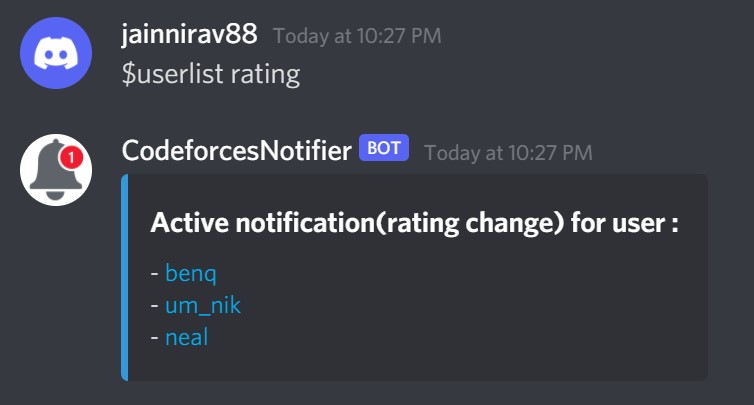 jainnirav88 Today at 10:27 PM
$userlist rating
1
CodeforcesNotifier BOT Today at 10:27 PM
Active notification(rating change) for user :
- benq
- um_nik
- neal